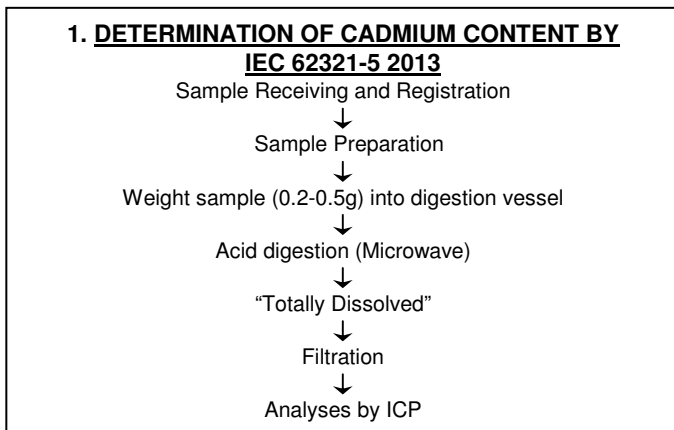 1. DETERMINATION OF CADMIUM CONTENT BY
IEC 62321-5 2013
Sample Receiving and Registration
↓
Sample Preparation
↓
Weight sample (0.2-0.5g) into digestion vessel
↓
Acid digestion (Microwave)
↓
“Totally Dissolved”
↓
Filtration
↓
Analyses by ICP